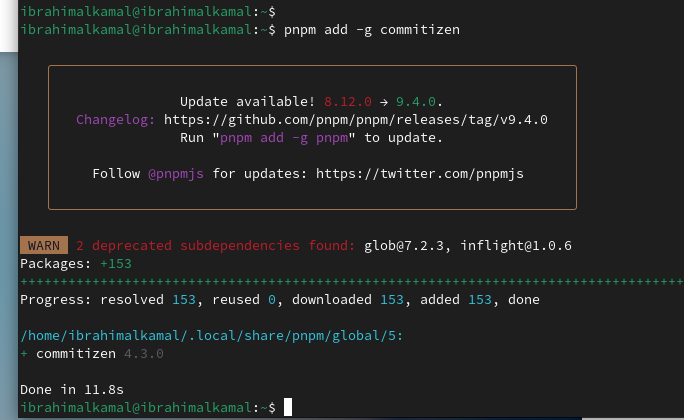 ibrahimalkamal@ibrahimalkamal:~$
ibrahimalkamal@ibrahimalkamal:~$ pnpm add -g commitizen
Update available! 8.12.0 → 9.4.0.
Changelog: https://github.com/pnpm/pnpm/releases/tag/v9.4.0
Run "pnpm add -g pnpm" to update.
Follow @pnpmjs for updates: https://twitter.com/pnpmjs
WARN 2 deprecated subdependencies found: glob@7.2.3, inflight@1.0.6
Packages: +153
++++++++++++++++++++++++++++++++++++++++++++++++++++++++++++++++++++++++++++++++++++
Progress: resolved 153, reused 0, downloaded 153, added 153, done
/home/ibrahimalkamal/.local/share/pnpm/global/5:
+ commitizen 4.3.0
Done in 11.8s
ibrahimalkamal@ibrahimalkamal:~$